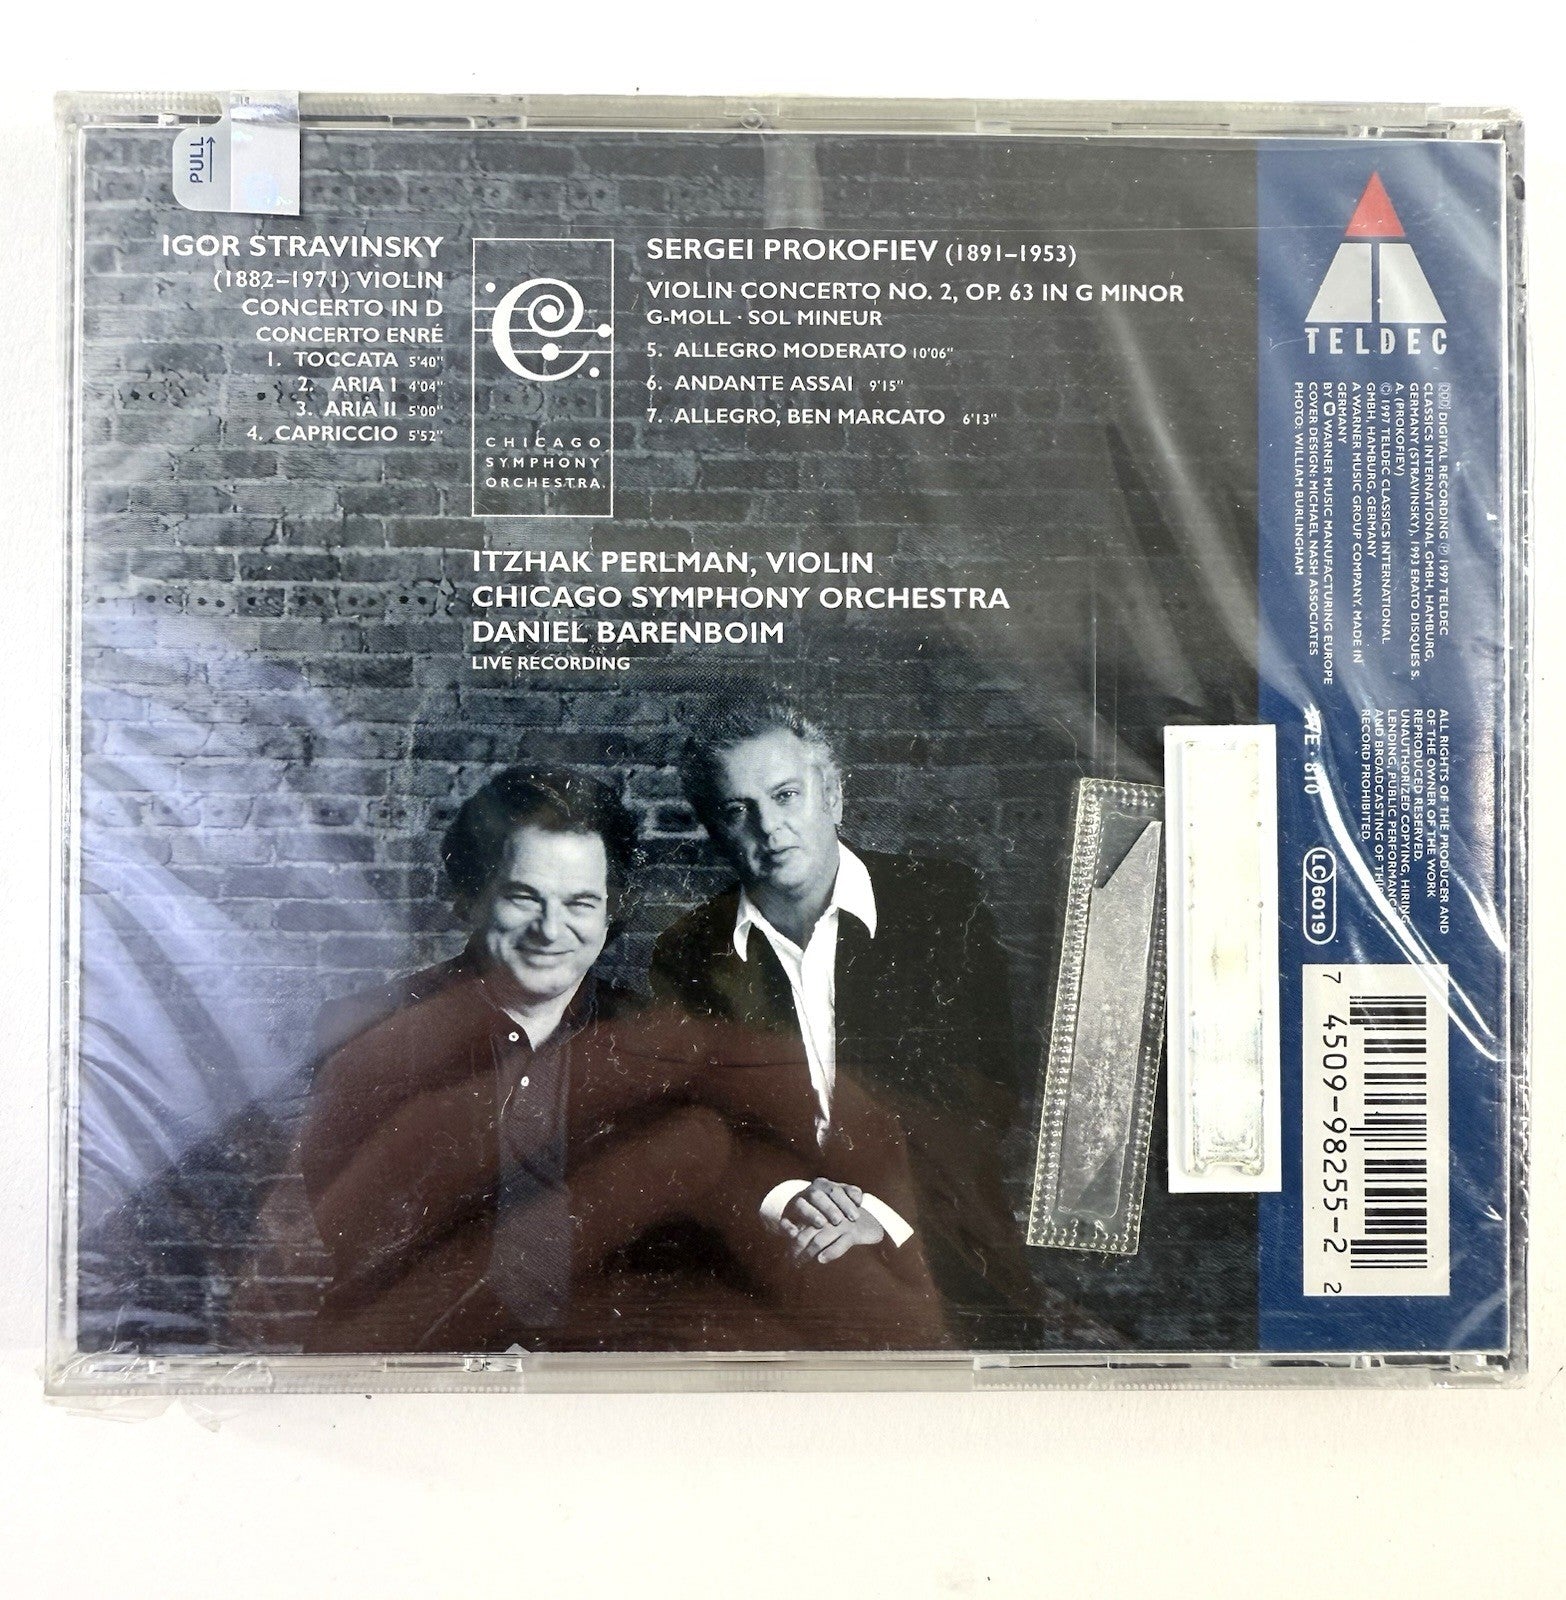 PULL
IGOR STRAVINSKY
(1882–1971) VIOLIN
CONCERTO IN D
CONCERTO ENRÉ
1. TOCCATA 5'40"
2. ARIA I 4'04"
3. ARIA II 5'00"
4. CAPRICCIO 5'52"
CHICAGO
SYMPHONY
ORCHESTRA
SERGEI PROKOFIEV (1891–1953)
VIOLIN CONCERTO NO. 2, OP. 63 IN G MINOR
G-MOLL · SOL MINEUR
5. ALLEGRO MODERATO 10'06"
6. ANDANTE ASSAI 9'15"
7. ALLEGRO, BEN MARCATO 6'13"
ITZHAK PERLMAN, VIOLIN
CHICAGO SYMPHONY ORCHESTRA
DANIEL BARENBOIM
LIVE RECORDING
TELDEC
DDD DIGITAL RECORDING ℗ 1997 TELDEC
CLASSICS INTERNATIONAL GMBH, HAMBURG,
GERMANY (STRAVINSKY), 1993 ERATO DISQUES S.
A. (PROKOFIEV)
© 1997 TELDEC CLASSICS INTERNATIONAL
GMBH, HAMBURG, GERMANY
A WARNER MUSIC GROUP COMPANY. MADE IN
GERMANY
BY WARNER MUSIC MANUFACTURING EUROPE
COVER DESIGN: MICHAEL NASH ASSOCIATES
PHOTO: WILLIAM BURLINGHAM
ALL RIGHTS OF THE PRODUCER AND
OF THE OWNER OF THE WORK
REPRODUCED RESERVED.
UNAUTHORIZED COPYING, HIRING,
LENDING, PUBLIC PERFORMANCE
AND BROADCASTING OF THIS
RECORD PROHIBITED.
810
LC 6019
7 45099-98255-2 2